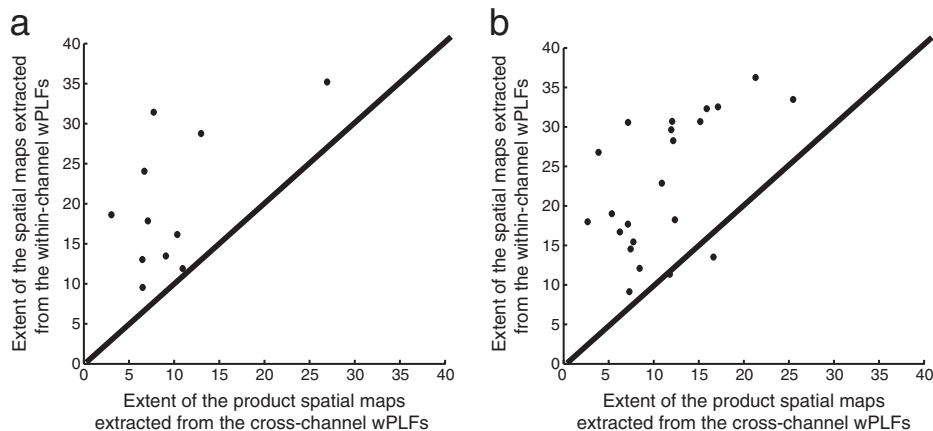 a
Extent of the spatial maps extracted
from the within-channel wPLFs
40
35
30
25
20
15
10
5
0
0 5 10 15 20 25 30 35 40
Extent of the product spatial maps
extracted from the cross-channel wPLFs
b
Extent of the spatial maps extracted
from the within-channel wPLFs
40
35
30
25
20
15
10
5
0
0 5 10 15 20 25 30 35 40
Extent of the product spatial maps
extracted from the cross-channel wPLFs